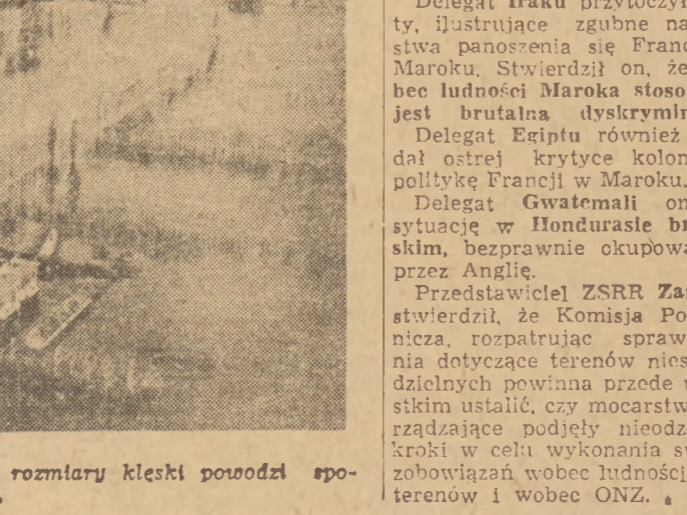 rozmiary klęski powodzi spo-
Delegat Iraku przytoczył
ty, ilustrujące zgubne na
stwa panoszenia się Franc
Maroku. Stwierdził on, że
bec ludności Maroka stoso
jest brutalna dyskrymin
Delegat Egiptu również
dał ostrej krytyce kolon
politykę Francji w Maroku.
Delegat Gwatemali on
sytuację w Hondurasie br
skim, bezprawnie okupowa
przez Anglię.
Przedstawiciel ZSRR Za
stwierdził, że Komisja Po
nicza, rozpatrując spraw
nia dotyczące terenów nies
dzielnych powinna przede w
stkim ustalić, czy mocarstw
rządzające podjęły nieodz
kroki w celu wykonania sw
zobowiązań wobec ludności
terenów i wobec ONZ.